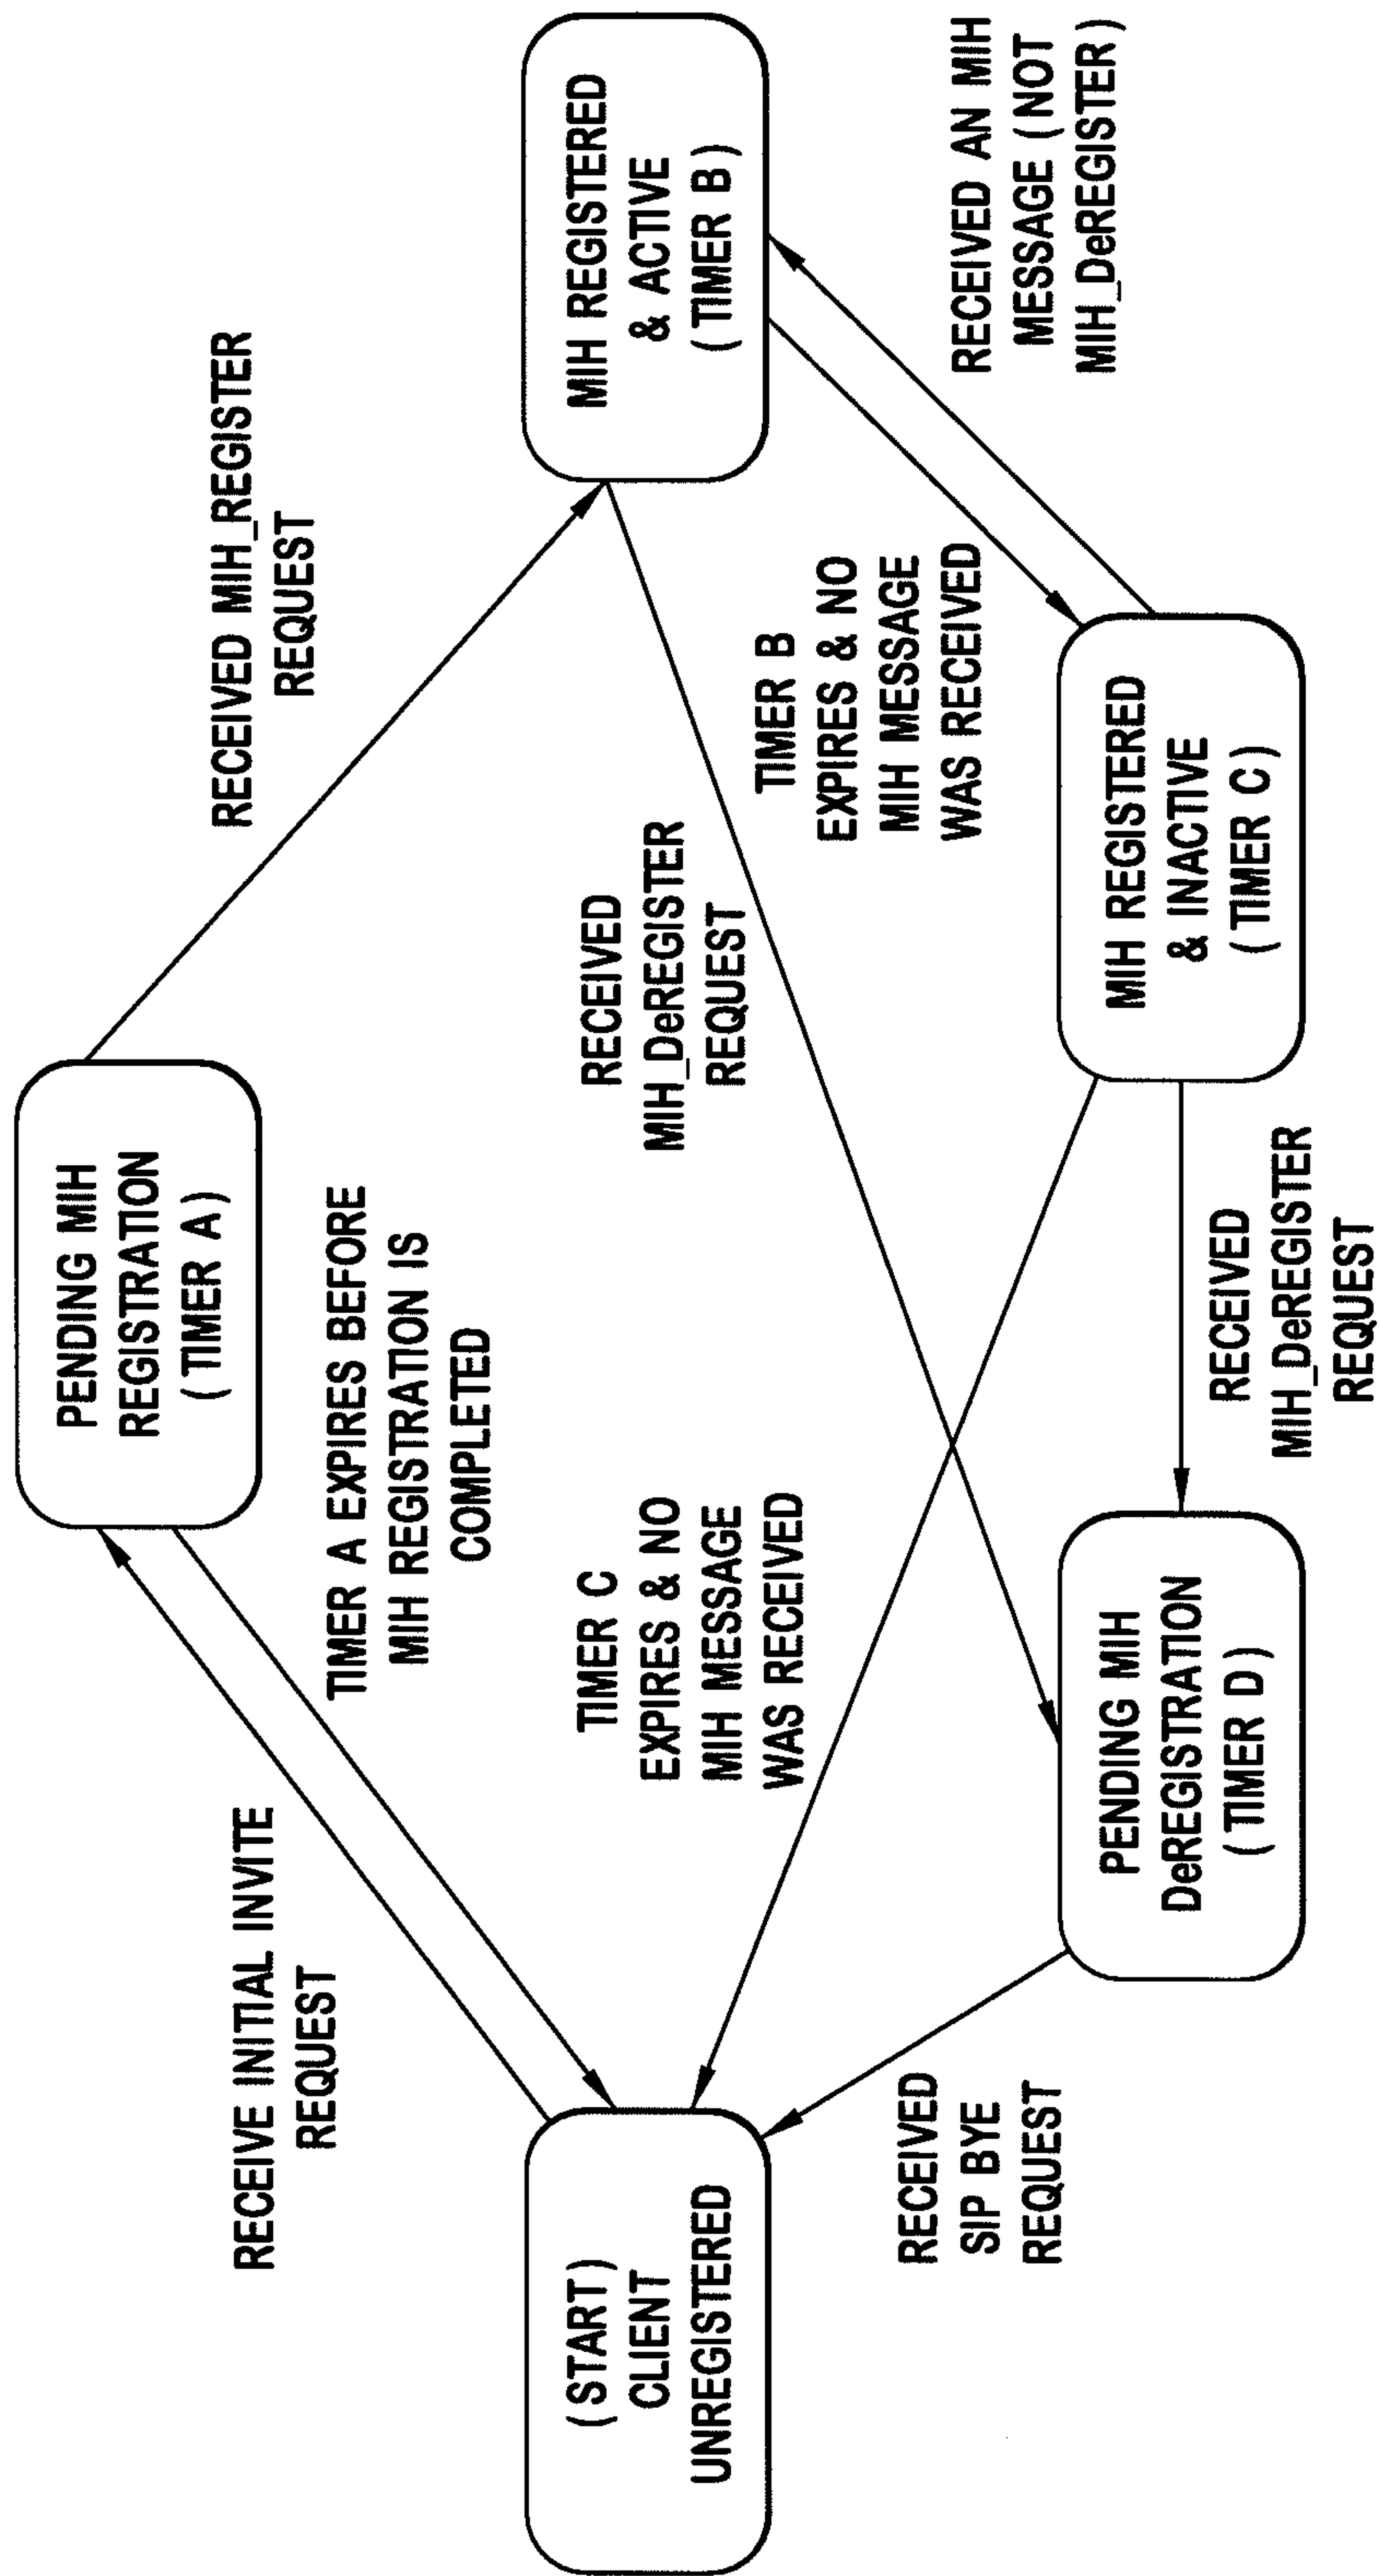 PENDING MIH
REGISTRATION
( TIMER A )
RECEIVE INITIAL INVITE
REQUEST
RECEIVED MIH_REGISTER
REQUEST
TIMER A EXPIRES BEFORE
MIH REGISTRATION IS
COMPLETED
( START )
CLIENT
UNREGISTERED
MIH REGISTERED
& ACTIVE
( TIMER B )
TIMER C
EXPIRES & NO
MIH MESSAGE
WAS RECEIVED
RECEIVED
MIH_DeREGISTER
REQUEST
TIMER B
EXPIRES & NO
MIH MESSAGE
WAS RECEIVED
RECEIVED AN MIH
MESSAGE ( NOT
MIH_DeREGISTER )
RECEIVED
SIP BYE
REQUEST
PENDING MIH
DeREGISTRATION
( TIMER D )
MIH REGISTERED
& INACTIVE
( TIMER C )
RECEIVED
MIH_DeREGISTER
REQUEST